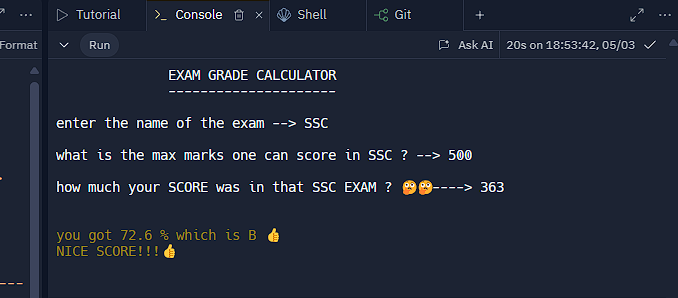 Tutorial
Console
Shell
Git
Format
Run
Ask AI
20s on 18:53:42, 05/03
EXAM GRADE CALCULATOR
---------------------
enter the name of the exam --> SSC
what is the max marks one can score in SSC ? --> 500
how much your SCORE was in that SSC EXAM ? 🤔🤔----> 363
you got 72.6 % which is B 👍
NICE SCORE!!!👍
---